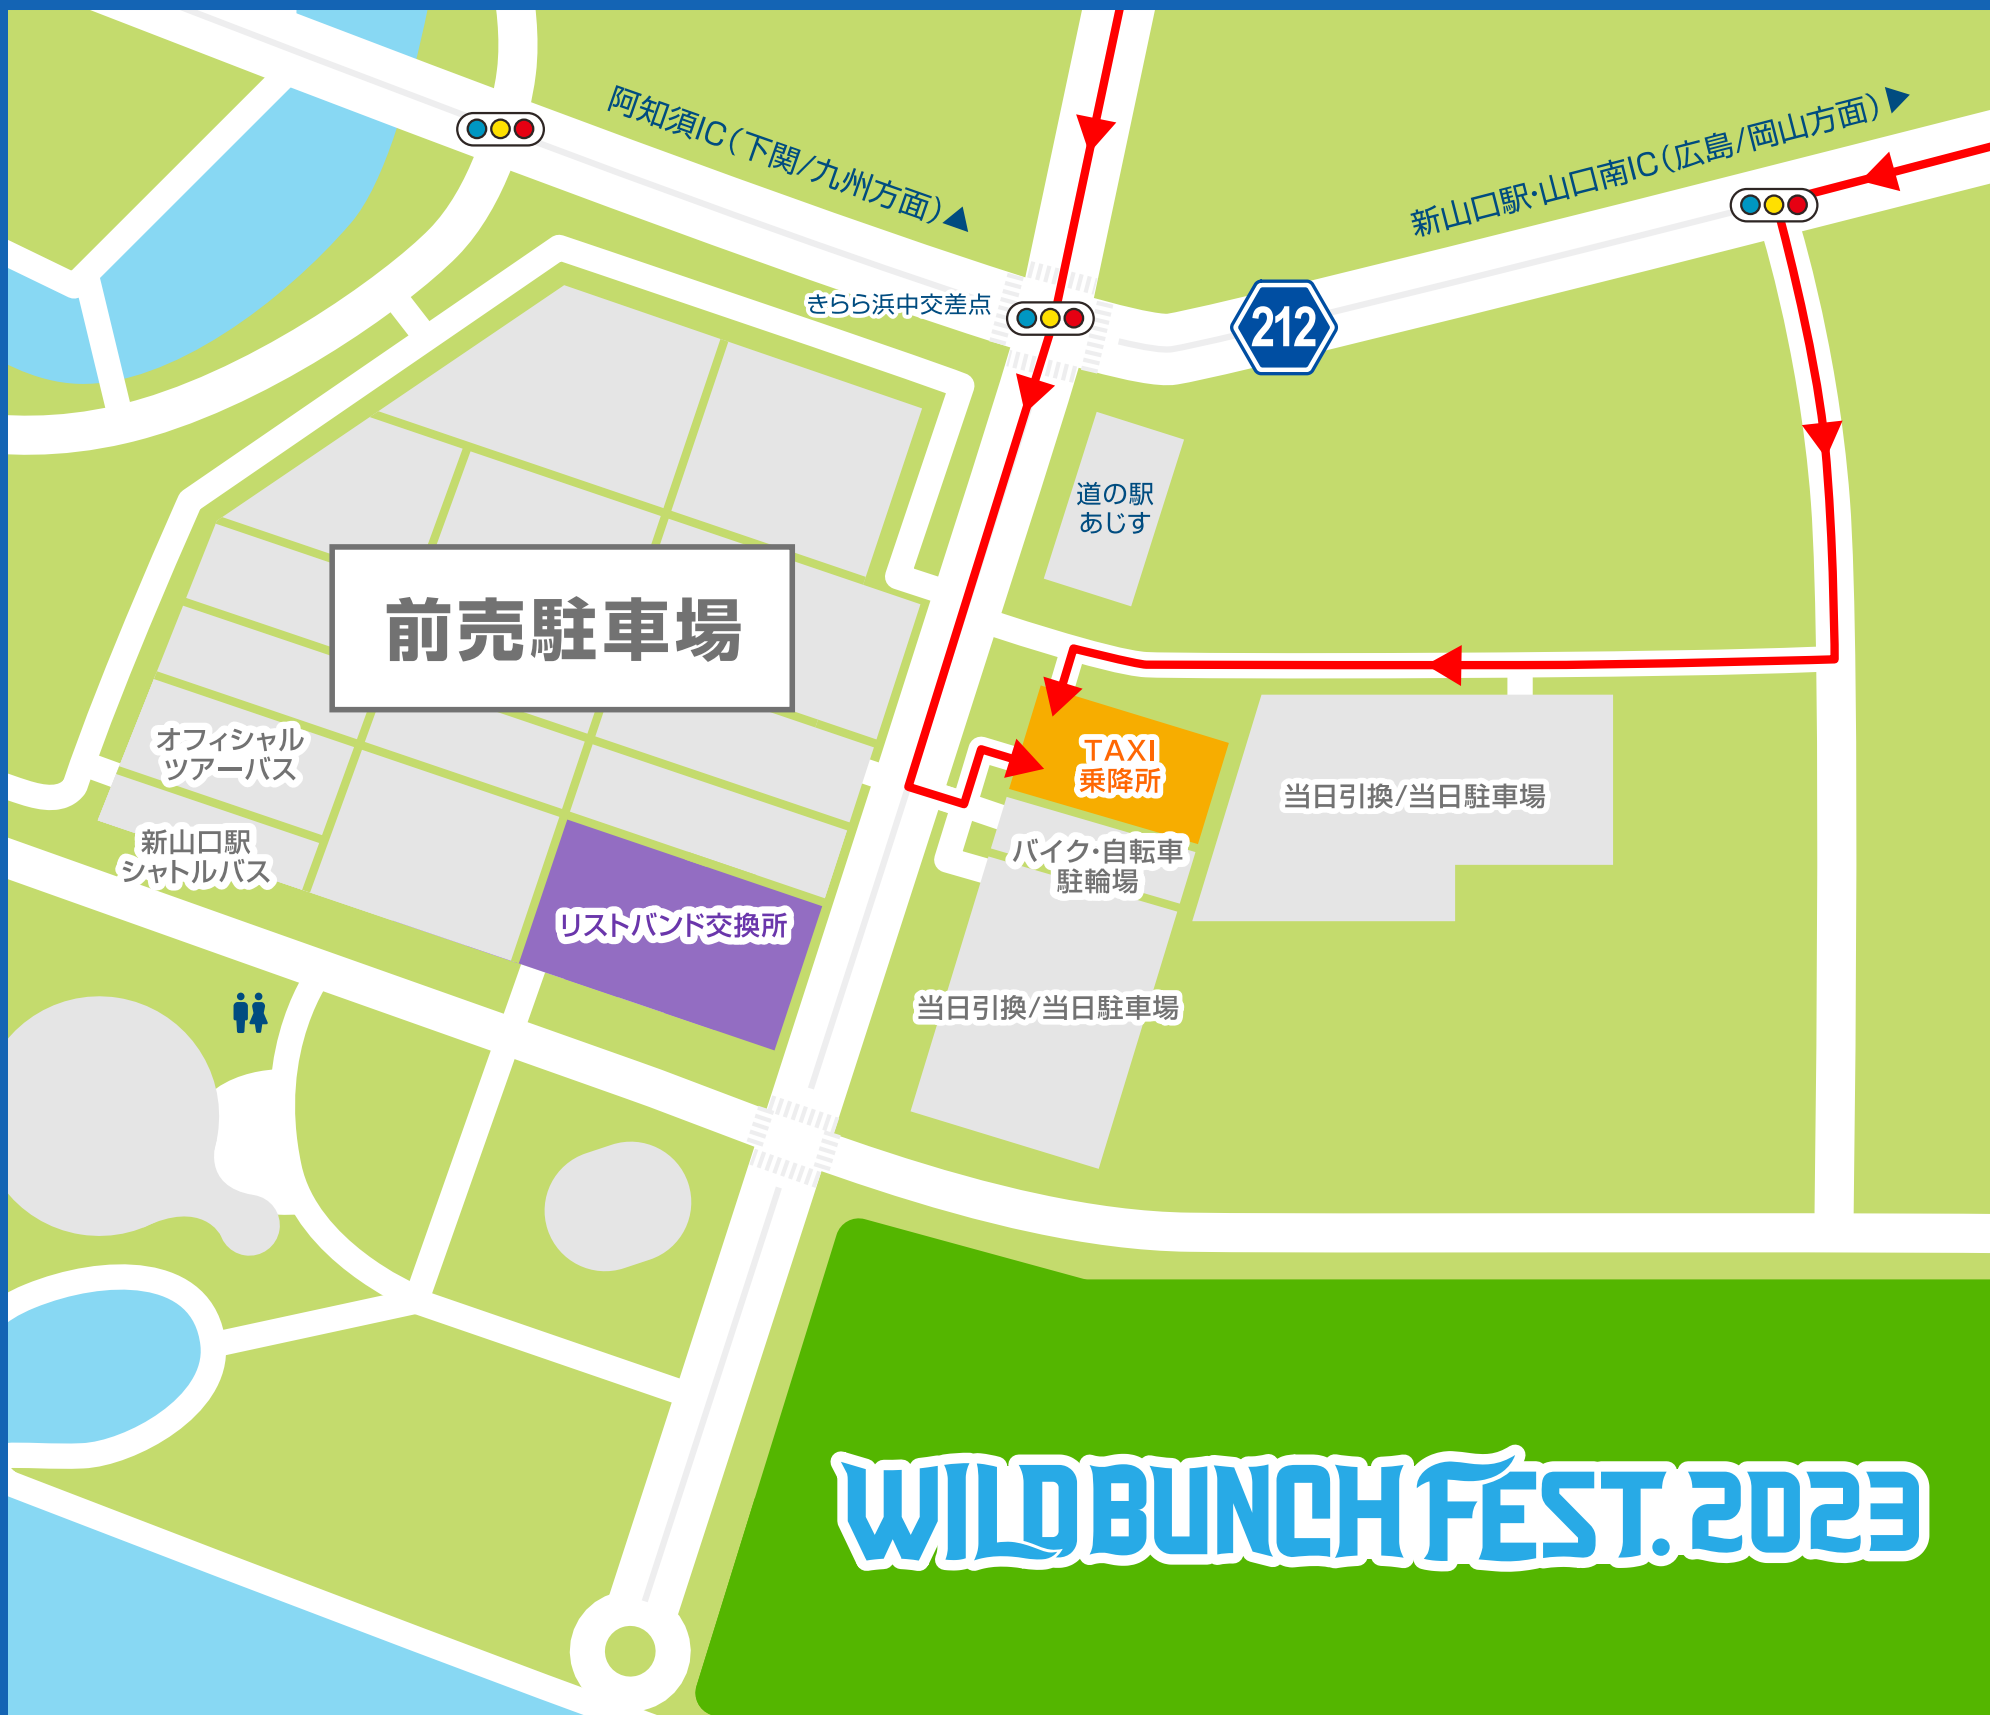 阿知須IC(下関/九州方面)▲
新山口駅・山口南IC(広島/岡山方面)▶
きらら浜中交差点
212
道の駅
あじす
前売駐車場
オフィシャル
ツアーバス
TAXI
乗降所
当日引換/当日駐車場
新山口駅
シャトルバス
バイク・自転車
駐輪場
リストバンド交換所
当日引換/当日駐車場
WILDBUNCH FEST. 2023